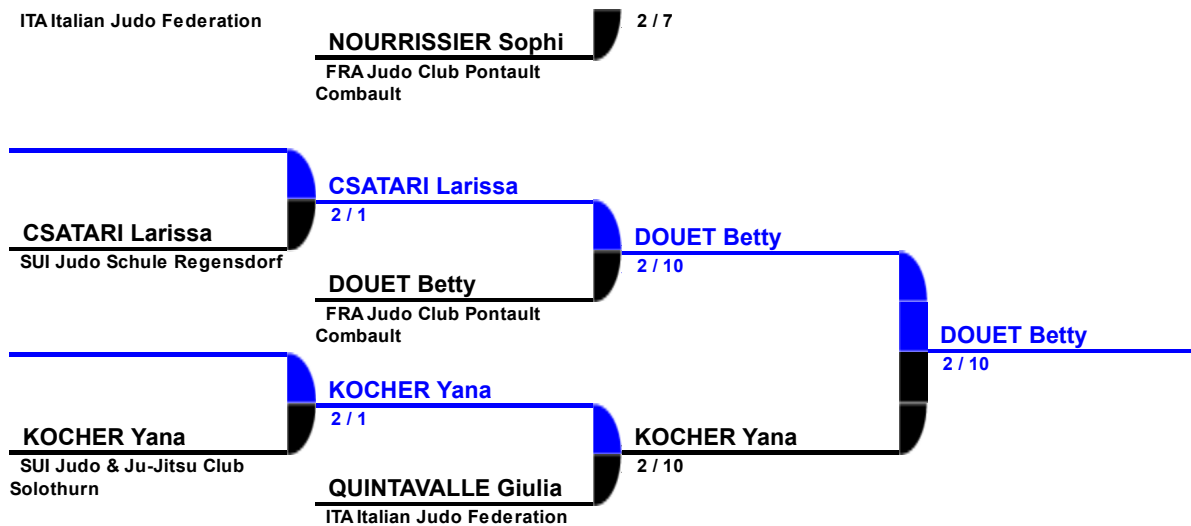 ITA Italian Judo Federation
2 / 7
NOURRISSIER Sophi
FRA Judo Club Pontault
Combault
CSATARI Larissa
2 / 1
CSATARI Larissa
SUI Judo Schule Regensdorf
DOUET Betty
2 / 10
DOUET Betty
FRA Judo Club Pontault
Combault
DOUET Betty
2 / 10
KOCHER Yana
2 / 1
KOCHER Yana
SUI Judo & Ju-Jitsu Club
Solothurn
KOCHER Yana
2 / 10
QUINTAVALLE Giulia
ITA Italian Judo Federation